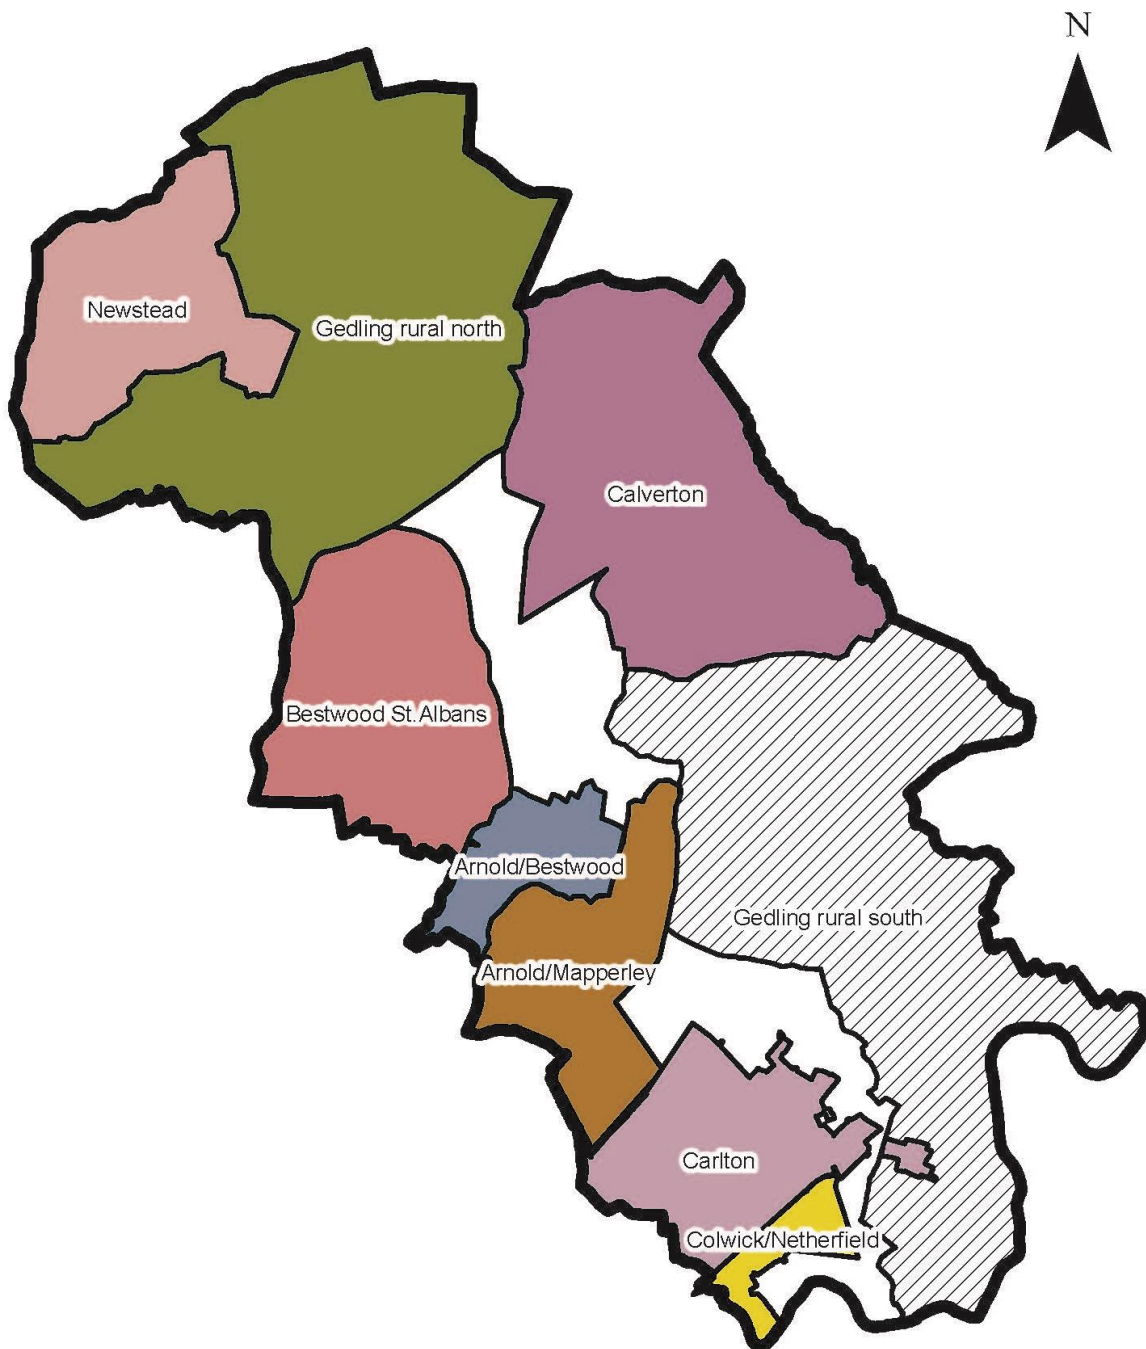 N
Newstead
Gedling rural north
Calverton
Bestwood St. Albans
Arnold/Bestwood
Gedling rural south
Arnold/Mapperley
Carlton
Colwick/Netherfield